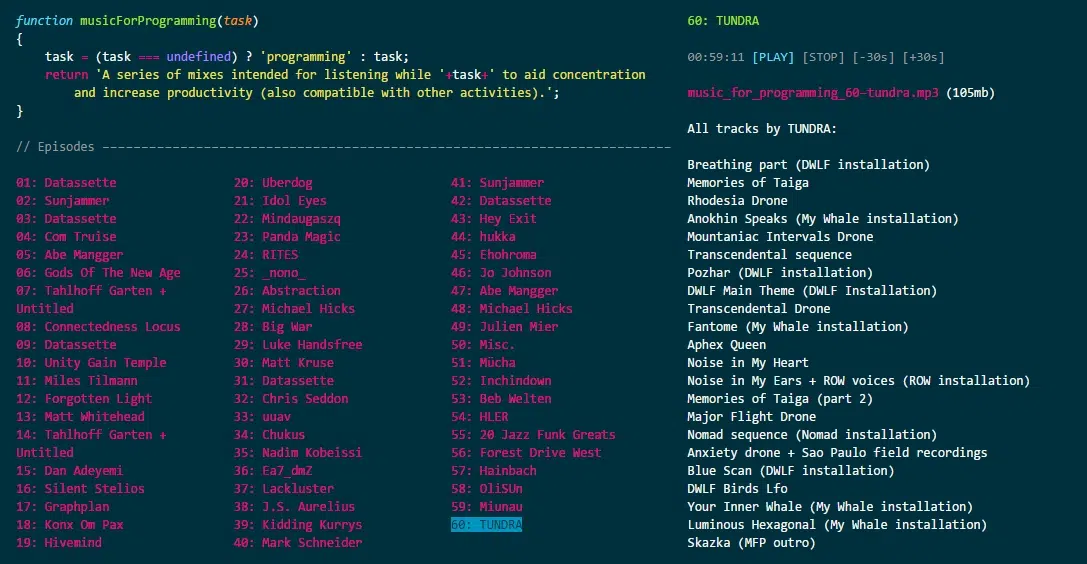 function musicForProgramming(task)
{
    task = (task === undefined) ? 'programming' : task;
    return 'A series of mixes intended for listening while '+task+' to aid concentration
        and increase productivity (also compatible with other activities).';
}
// Episodes -------------------------------------------------------------------------
01: Datassette
02: Sunjammer
03: Datassette
04: Com Truise
05: Abe Mangger
06: Gods Of The New Age
07: Tahlhoff Garten +
Untitled
08: Connectedness Locus
09: Datassette
10: Unity Gain Temple
11: Miles Tilmann
12: Forgotten Light
13: Matt Whitehead
14: Tahlhoff Garten +
Untitled
15: Dan Adeyemi
16: Silent Stelios
17: Graphplan
18: Konx Om Pax
19: Hivemind
20: Uberdog
21: Idol Eyes
22: Mindaugaszq
23: Panda Magic
24: RITES
25: _nono_
26: Abstraction
27: Michael Hicks
28: Big War
29: Luke Handsfree
30: Matt Kruse
31: Datassette
32: Chris Seddon
33: uuav
34: Chukus
35: Nadim Kobeissi
36: Ea7_dmZ
37: Lackluster
38: J.S. Aurelius
39: Kidding Kurrys
40: Mark Schneider
41: Sunjammer
42: Datassette
43: Hey Exit
44: hukka
45: Ehohroma
46: Jo Johnson
47: Abe Mangger
48: Michael Hicks
49: Julien Mier
50: Misc.
51: Mücha
52: Inchindown
53: Beb Welten
54: HLER
55: 20 Jazz Funk Greats
56: Forest Drive West
57: Hainbach
58: OliSUn
59: Miunau
60: TUNDRA
60: TUNDRA
00:59:11 [PLAY] [STOP] [-30s] [+30s]
music_for_programming_60-tundra.mp3 (105mb)
All tracks by TUNDRA:
Breathing part (DWLF installation)
Memories of Taiga
Rhodesia Drone
Anokhin Speaks (My Whale installation)
Mountaniac Intervals Drone
Transcendental sequence
Pozhar (DWLF installation)
DWLF Main Theme (DWLF Installation)
Transcendental Drone
Fantome (My Whale installation)
Aphex Queen
Noise in My Heart
Noise in My Ears + ROW voices (ROW installation)
Memories of Taiga (part 2)
Major Flight Drone
Nomad sequence (Nomad installation)
Anxiety drone + Sao Paulo field recordings
Blue Scan (DWLF installation)
DWLF Birds Lfo
Your Inner Whale (My Whale installation)
Luminous Hexagonal (My Whale installation)
Skazka (MFP outro)